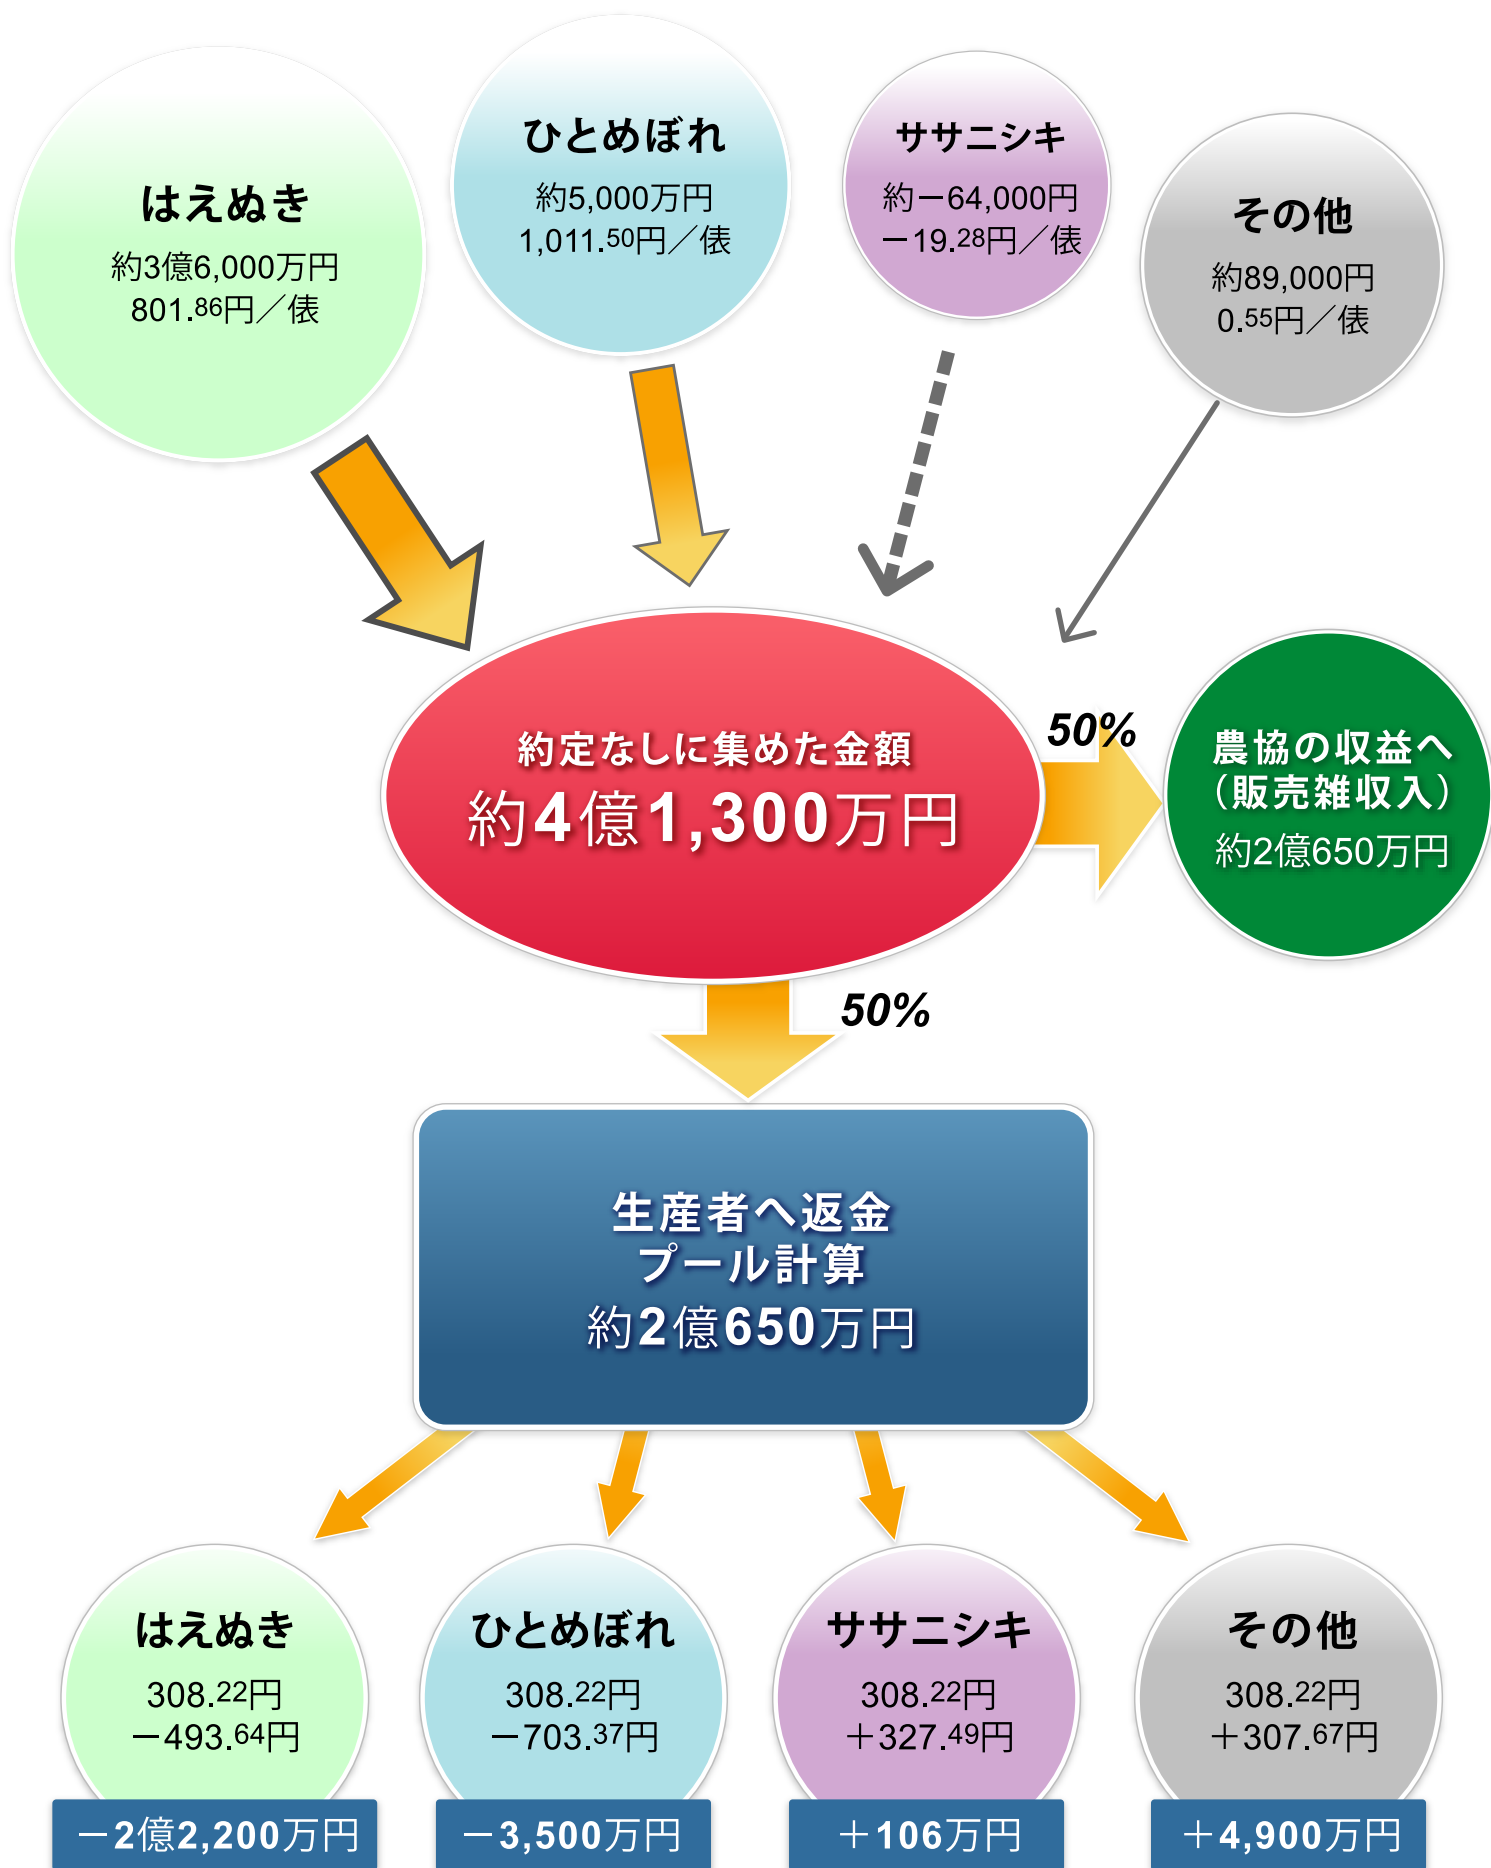 はえぬき
約3億6,000万円
801.86円／俵
ひとめぼれ
約5,000万円
1,011.50円／俵
ササニシキ
約－64,000円
－19.28円／俵
その他
約89,000円
0.55円／俵
約定なしに集めた金額
約4億1,300万円
50%
農協の収益へ
（販売雑収入）
約2億650万円
50%
生産者へ返金
プール計算
約2億650万円
はえぬき
308.22円
－493.64円
－2億2,200万円
ひとめぼれ
308.22円
－703.37円
－3,500万円
ササニシキ
308.22円
＋327.49円
＋106万円
その他
308.22円
＋307.67円
＋4,900万円